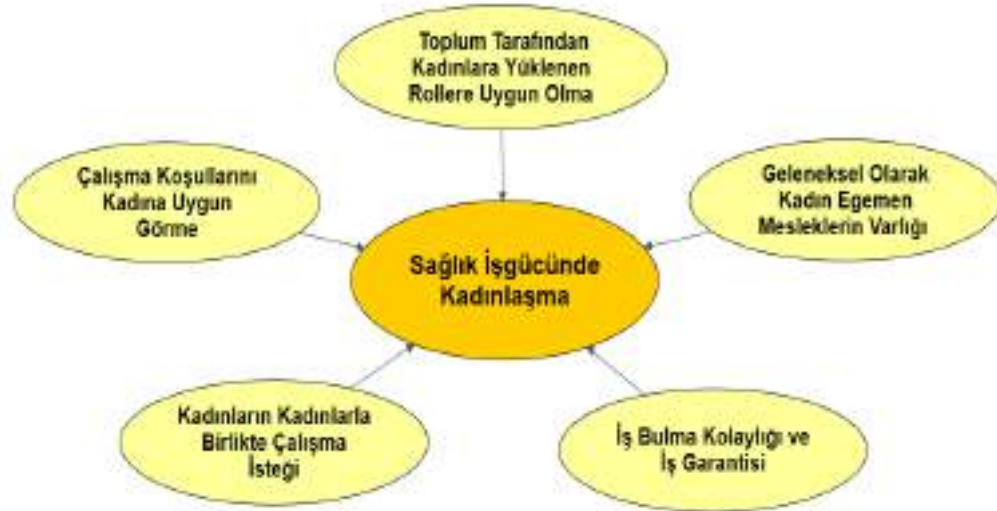 Toplum Tarafından
Kadınlara Yüklenen
Rollere Uygun Olma
Çalışma Koşullarını
Kadına Uygun
Görme
Geleneksel Olarak
Kadın Egemen
Mesleklerin Varlığı
Sağlık İşgücünde
Kadınlaşma
Kadınların Kadınlarla
Birlikte Çalışma
İsteği
İş Bulma Kolaylığı ve
İş Garantisi